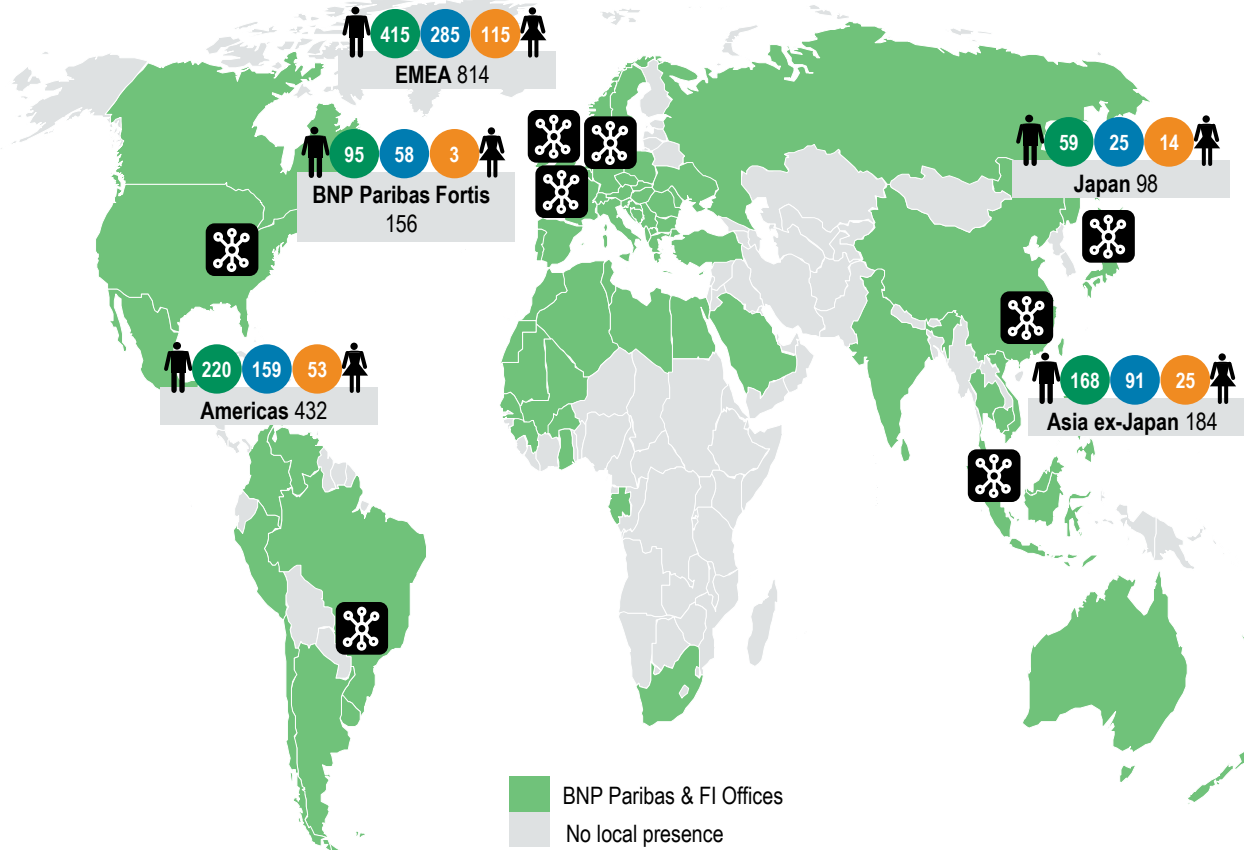 415 285 115
EMEA 814
95 58 3
BNP Paribas Fortis
156
59 25 14
Japan 98
220 159 53
Americas 432
168 91 25
Asia ex-Japan 184
BNP Paribas & FI Offices
No local presence